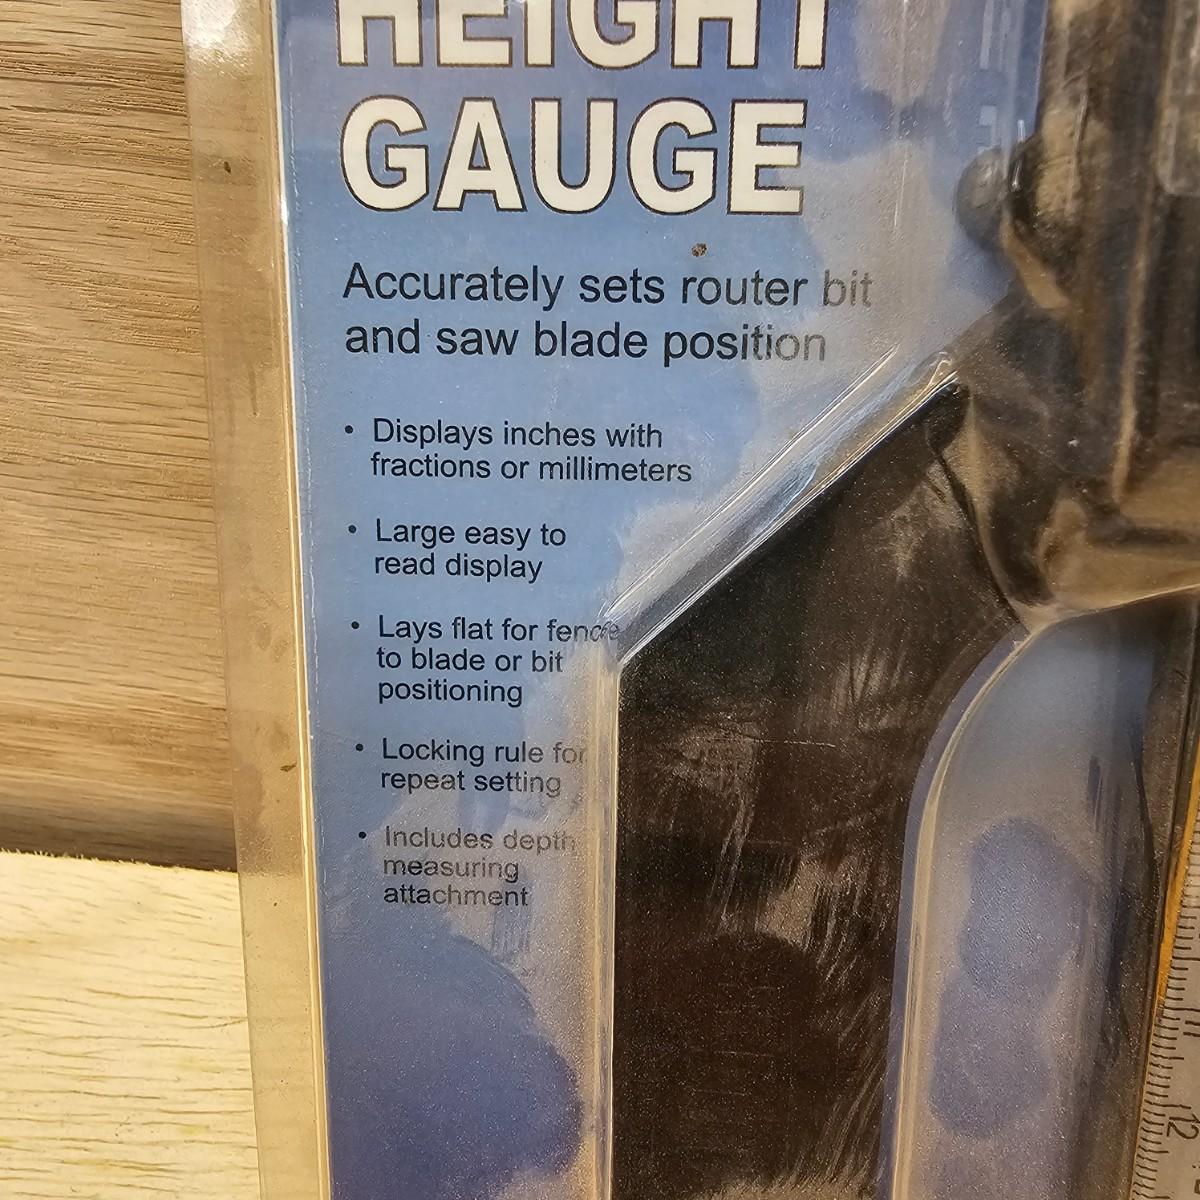 HEIGHT
GAUGE
Accurately sets router bit
and saw blade position
• Displays inches with
fractions or millimeters
• Large easy to
read display
• Lays flat for fence
to blade or bit
positioning
• Locking rule for
repeat setting
• Includes depth
measuring
attachment
12